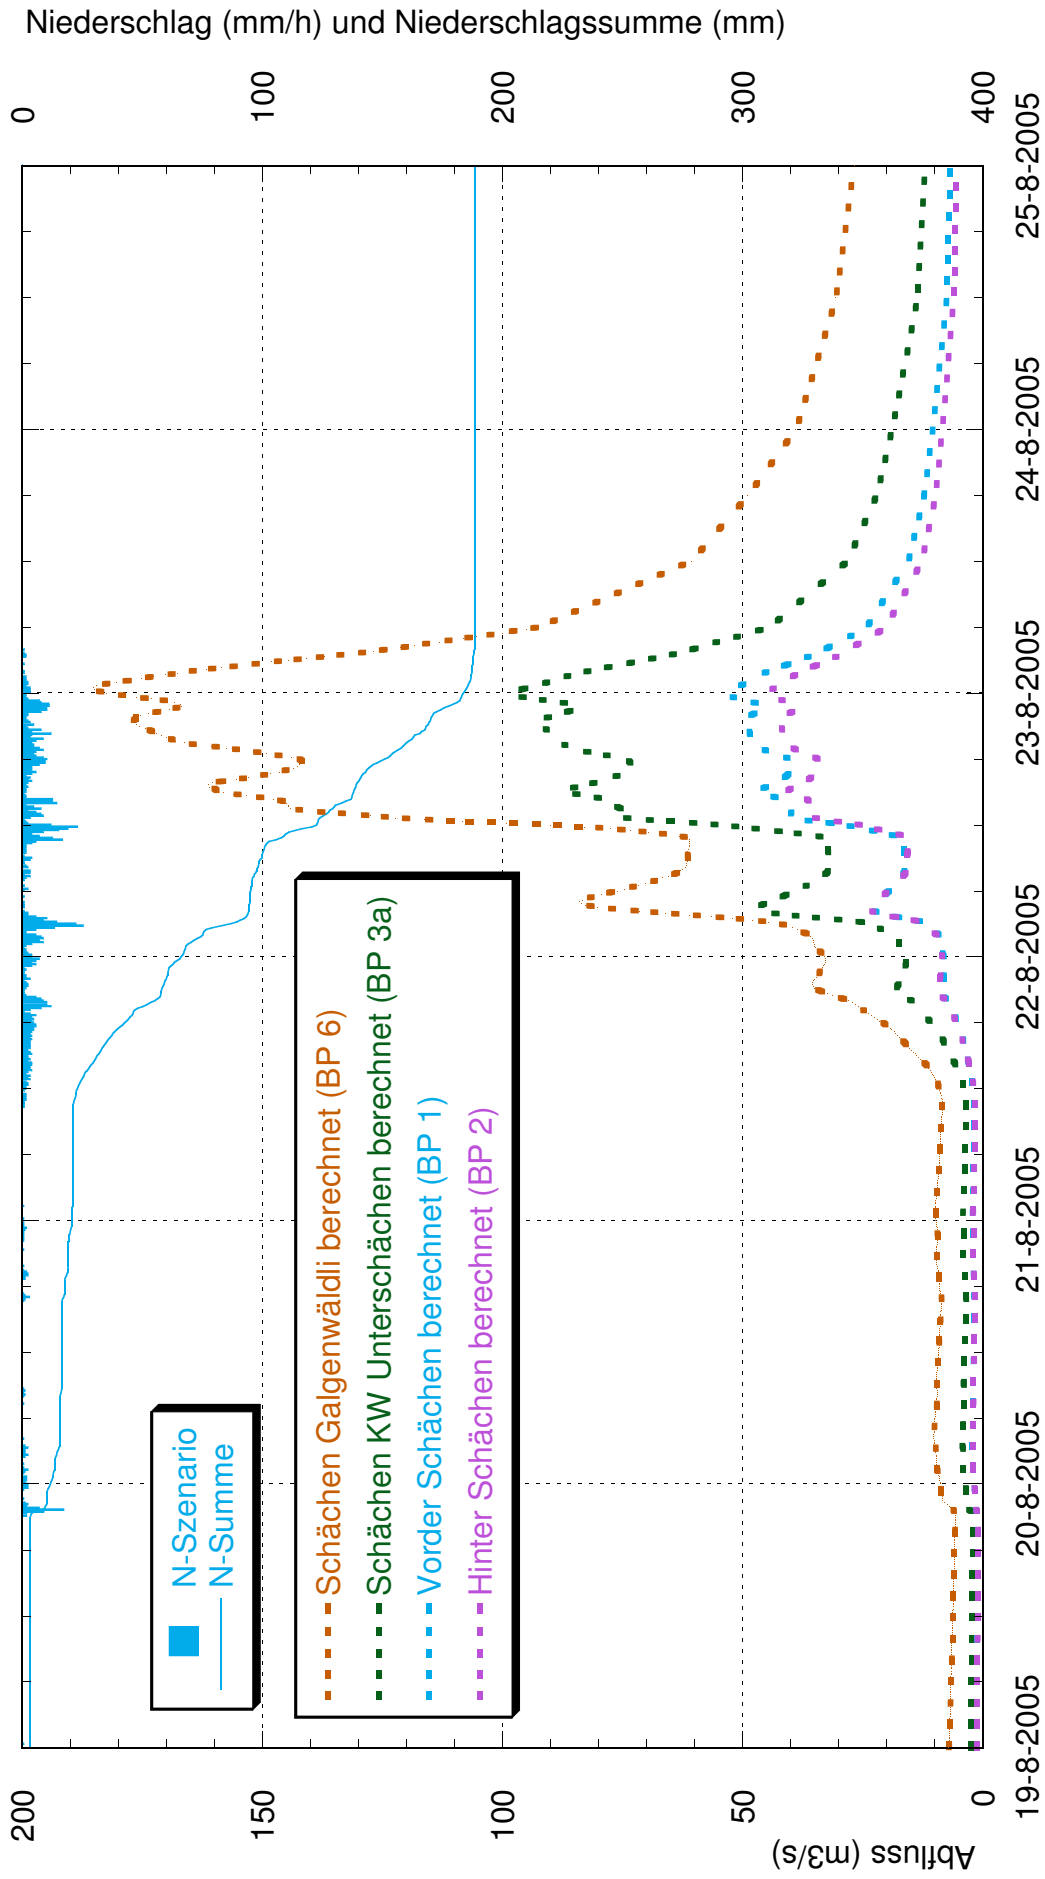 Niederschlag (mm/h) und Niederschlagssumme (mm)
0
100
200
300
400
N-Szenario
N-Summe
Schächen Galgenwäldli berechnet (BP 6)
Schächen KW Unterschächen berechnet (BP 3a)
Vorder Schächen berechnet (BP 1)
Hinter Schächen berechnet (BP 2)
200
150
100
50
0
Abfluss (m3/s)
19-8-2005
20-8-2005
21-8-2005
22-8-2005
23-8-2005
24-8-2005
25-8-2005